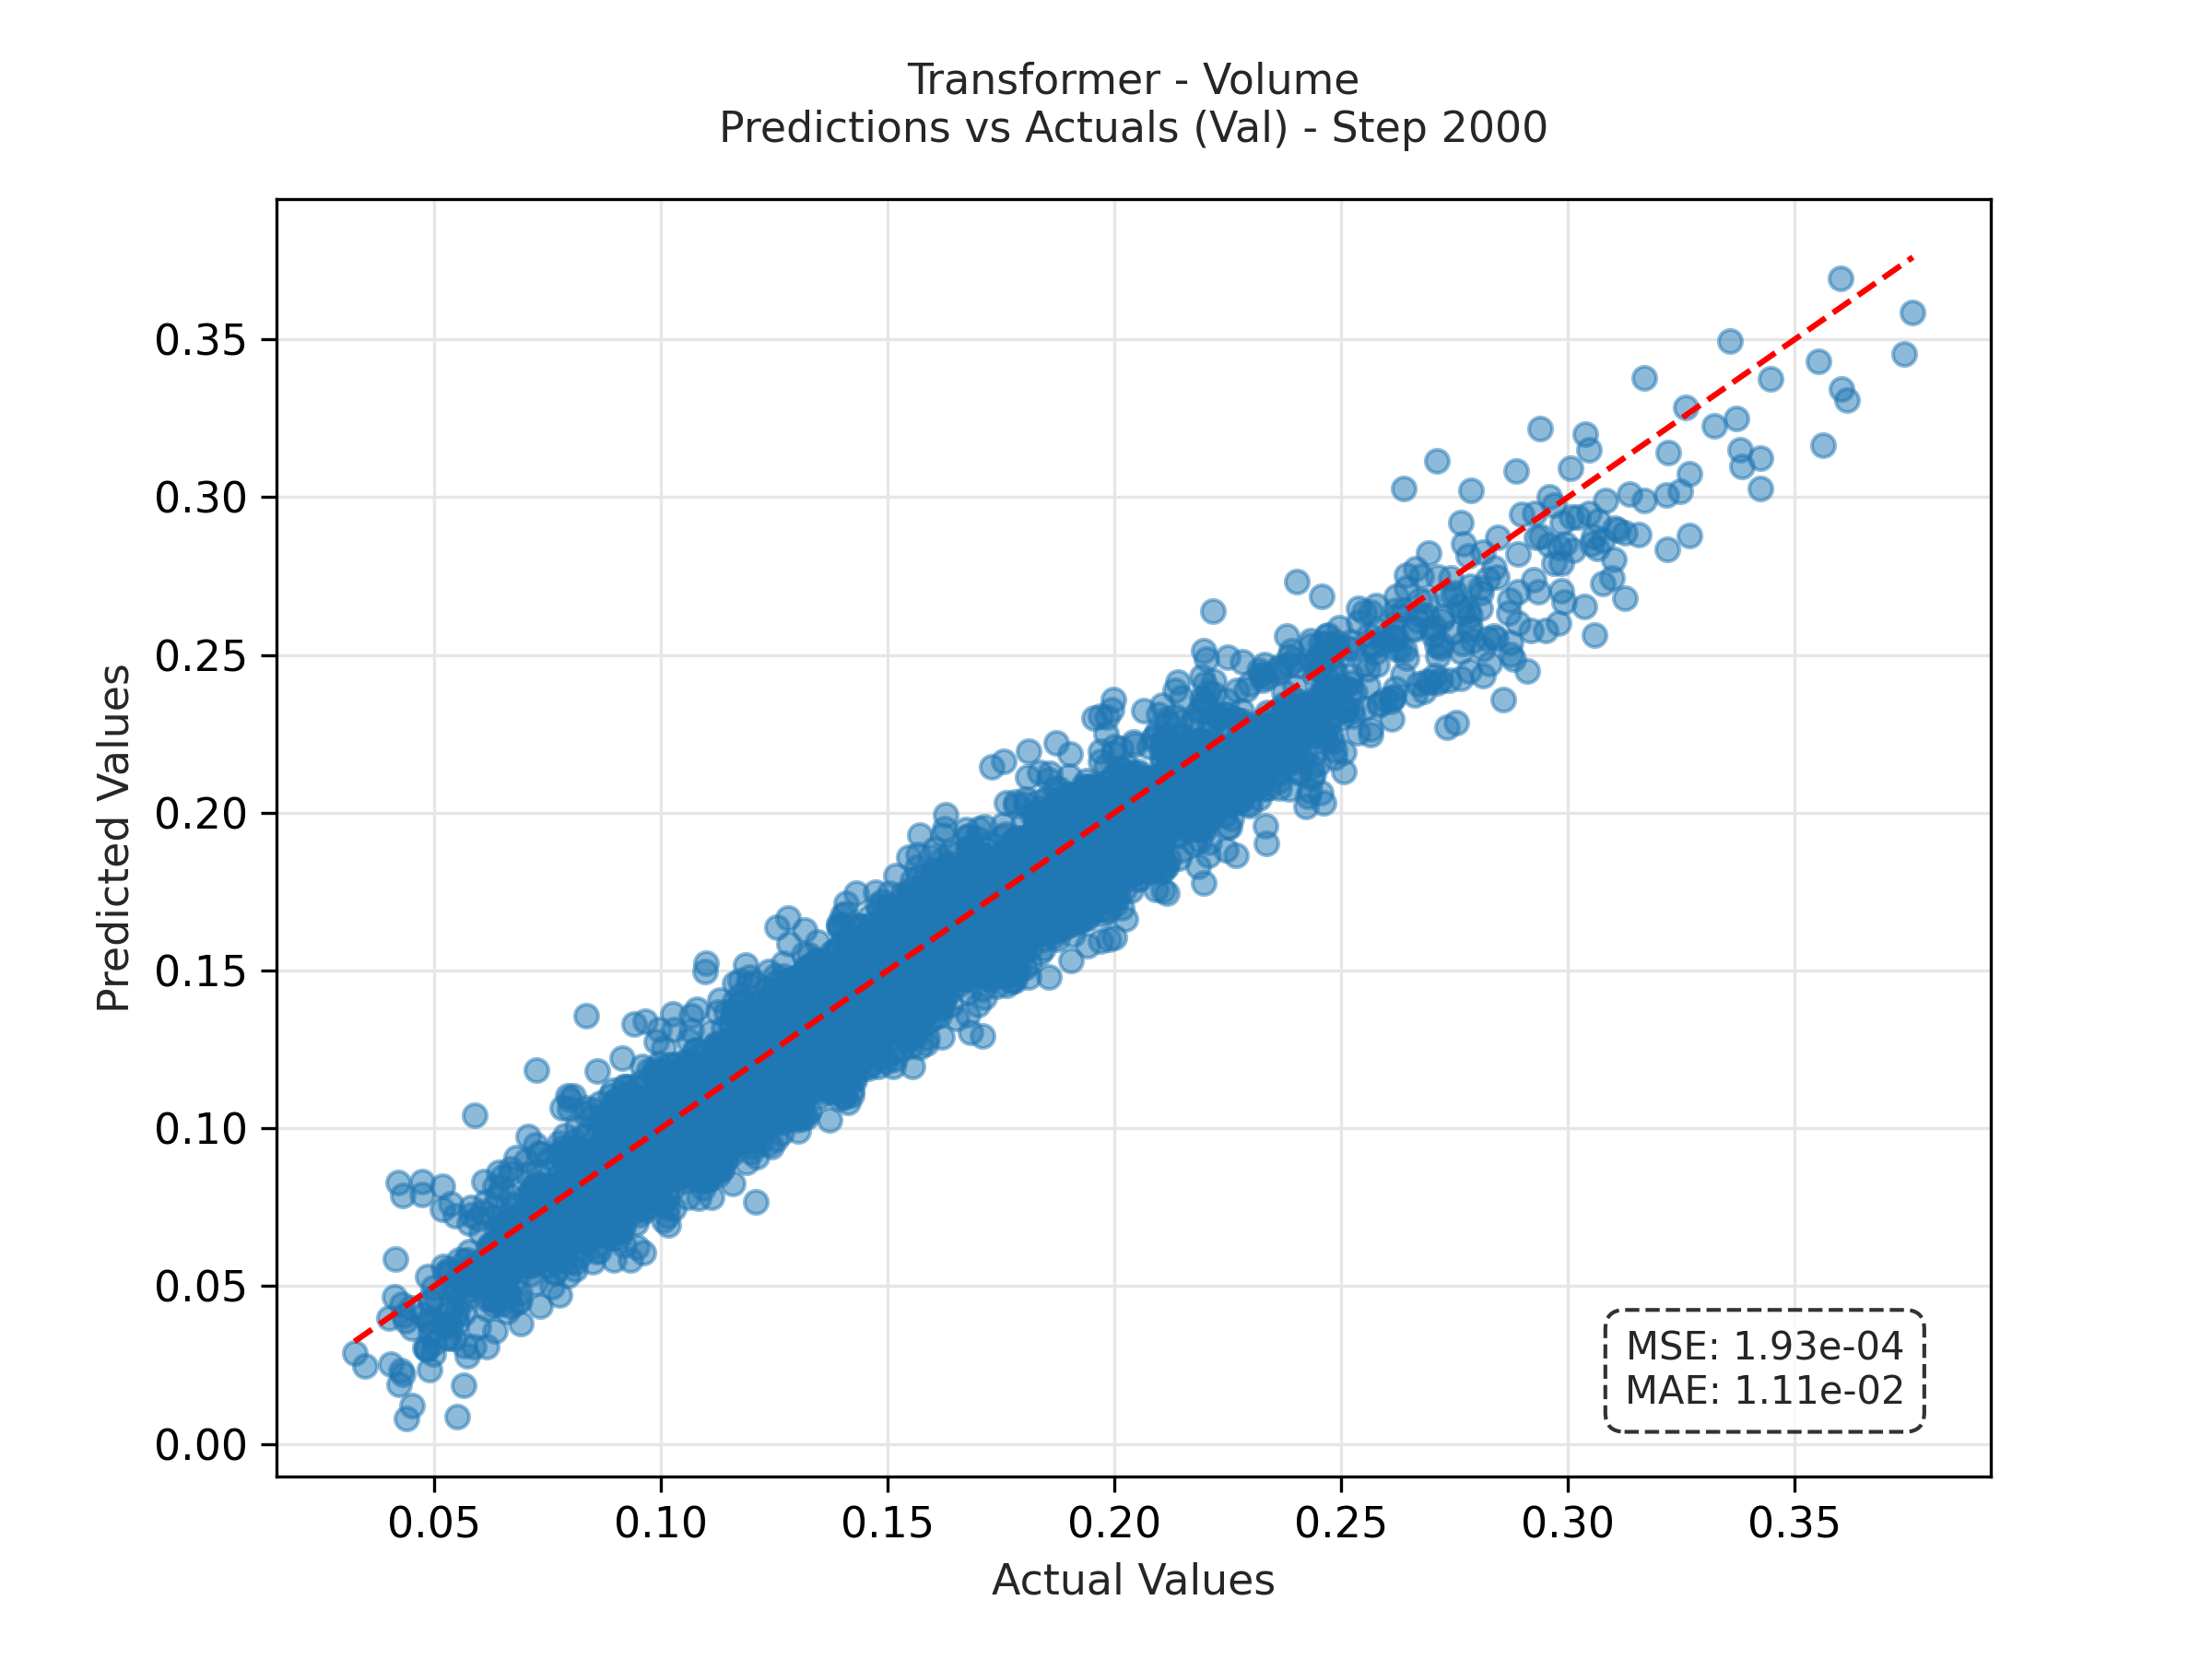 Transformer - Volume
Predictions vs Actuals (Val) - Step 2000
Predicted Values
0.35
0.30
0.25
0.20
0.15
0.10
0.05
0.00
MSE: 1.93e-04
MAE: 1.11e-02
0.05 0.10 0.15 0.20 0.25 0.30 0.35
Actual Values